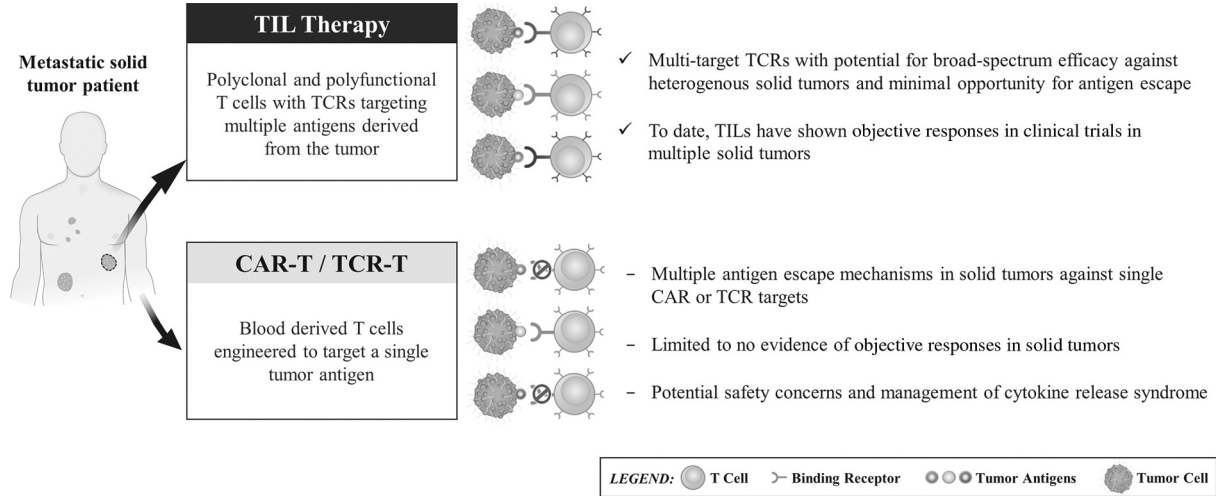 Metastatic solid
tumor patient
TIL Therapy
Polyclonal and polyfunctional
T cells with TCRs targeting
multiple antigens derived
from the tumor
✓ Multi-target TCRs with potential for broad-spectrum efficacy against
heterogenous solid tumors and minimal opportunity for antigen escape
✓ To date, TILs have shown objective responses in clinical trials in
multiple solid tumors
CAR-T / TCR-T
Blood derived T cells
engineered to target a single
tumor antigen
– Multiple antigen escape mechanisms in solid tumors against single
CAR or TCR targets
– Limited to no evidence of objective responses in solid tumors
– Potential safety concerns and management of cytokine release syndrome
LEGEND: T Cell Binding Receptor Tumor Antigens Tumor Cell